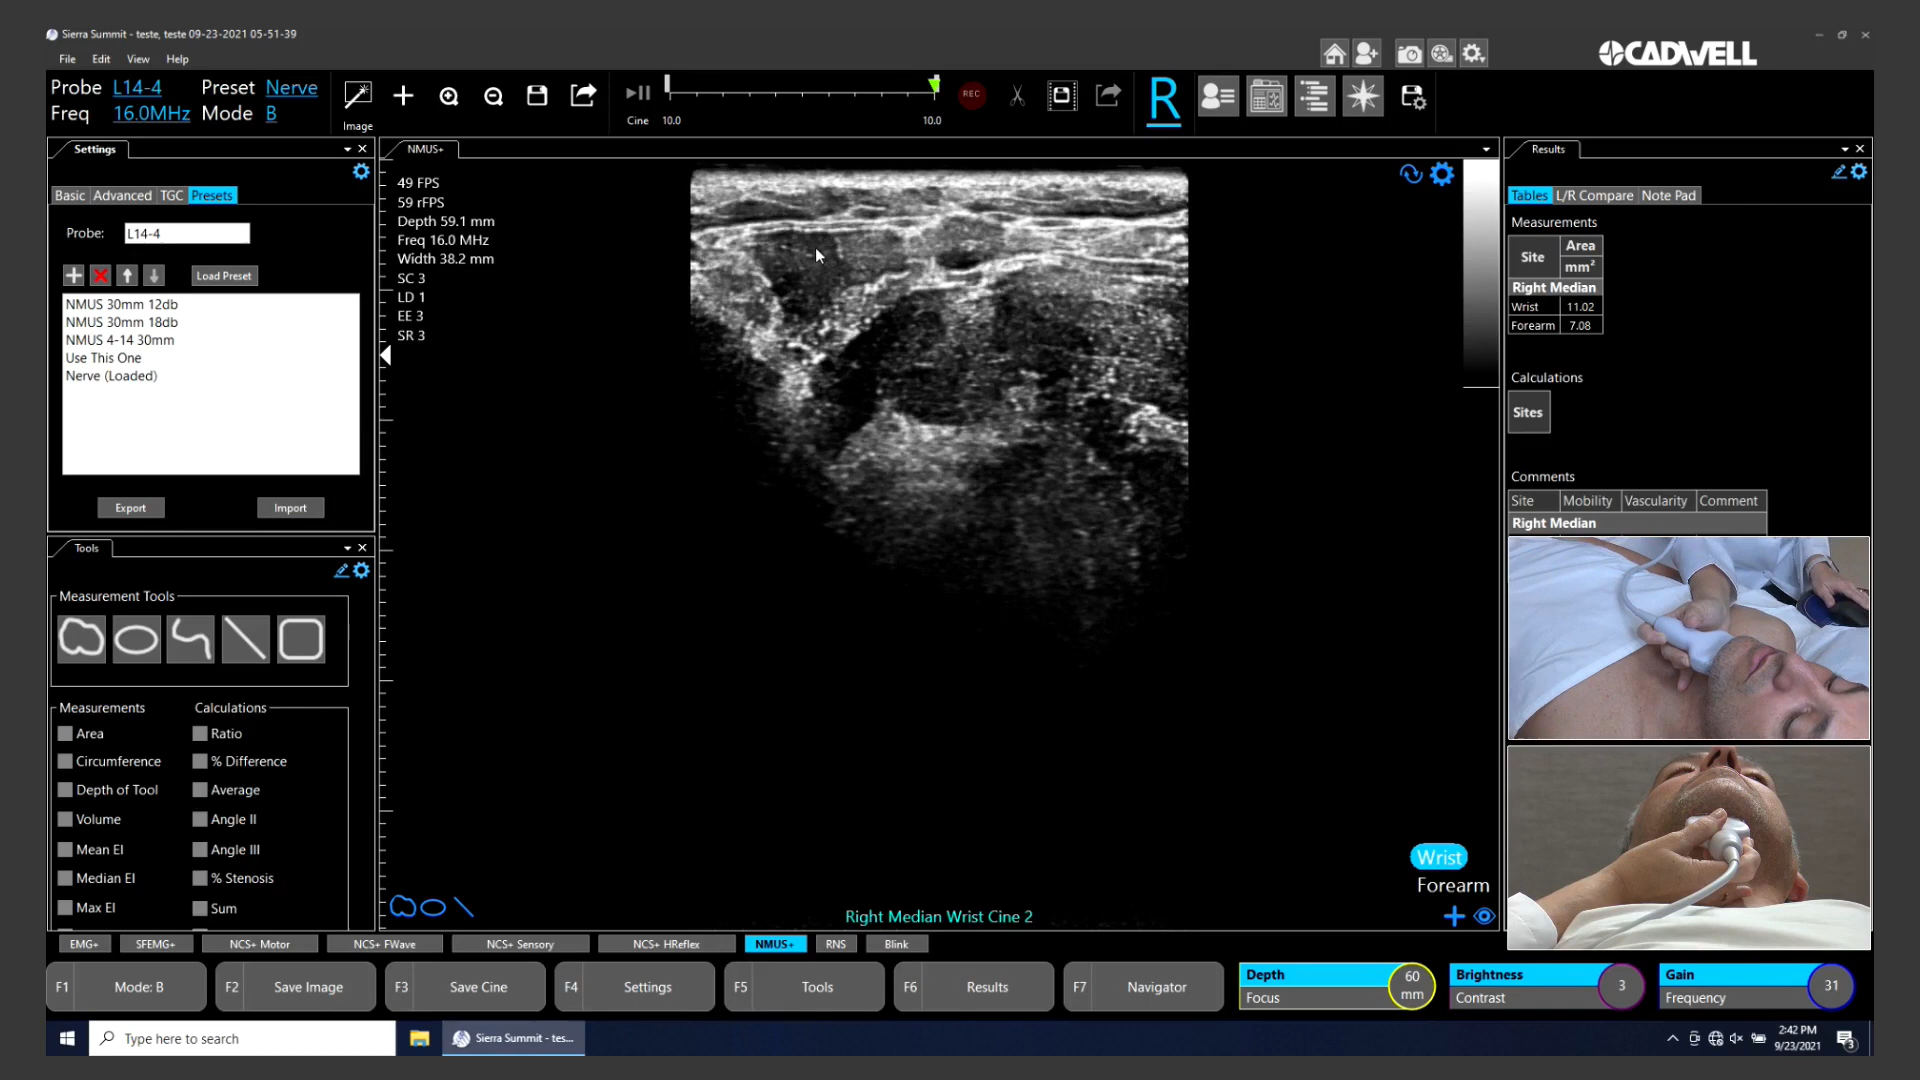 Sierra Summit - teste, teste 09-23-2021 05-51-39
File Edit View Help
CADWELL
Probe L14-4 Preset Nerve
Freq 16.0MHz Mode B
Image
Cine 10.0 10.0
REC
R
Settings
Basic Advanced TGC Presets
Probe: L14-4
Load Preset
NMUS 30mm 12db
NMUS 30mm 18db
NMUS 4-14 30mm
Use This One
Nerve (Loaded)
Export Import
Tools
Measurement Tools
Measurements Calculations
Area Ratio
Circumference % Difference
Depth of Tool Average
Volume Angle II
Mean EI Angle III
Median EI % Stenosis
Max EI Sum
NMUS+
49 FPS
59 rFPS
Depth 59.1 mm
Freq 16.0 MHz
Width 38.2 mm
SC 3
LD 1
EE 3
SR 3
Wrist
Forearm
Right Median Wrist Cine 2
Results
Tables L/R Compare Note Pad
Measurements
Site Area mm²
Right Median
Wrist 11.02
Forearm 7.08
Calculations
Sites
Comments
Site Mobility Vascularity Comment
Right Median
EMG+ SFEMG+ NCS+ Motor NCS+ FWave NCS+ Sensory NCS+ HReflex NMUS+ RNS Blink
F1 Mode: B F2 Save Image F3 Save Cine F4 Settings F5 Tools F6 Results F7 Navigator
Depth 60 mm Brightness 3 Gain 31
Focus Contrast Frequency
Type here to search
Sierra Summit - tes...
2:42 PM
9/23/2021
3